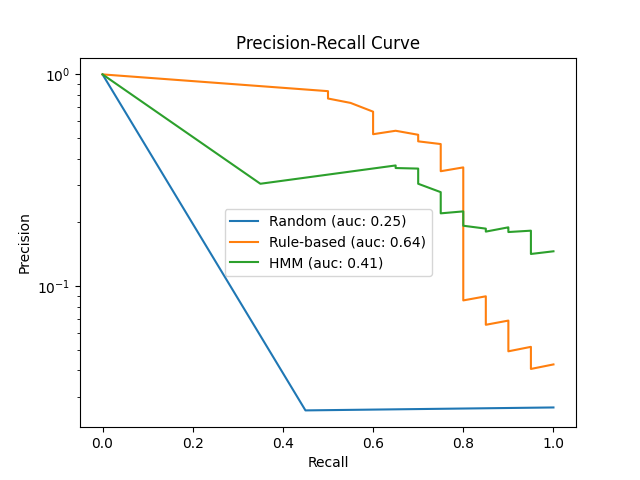 Precision-Recall Curve
Precision
10⁰
10⁻¹
Random (auc: 0.25)
Rule-based (auc: 0.64)
HMM (auc: 0.41)
0.0 0.2 0.4 0.6 0.8 1.0
Recall